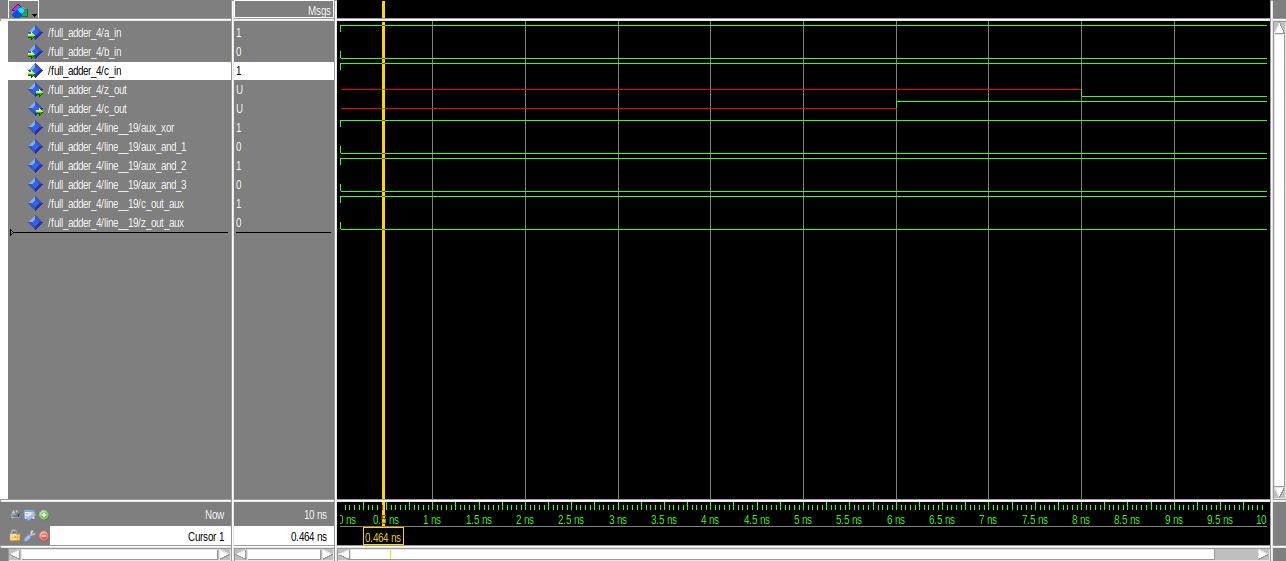 Msgs
/full_adder_4/a_in 1
/full_adder_4/b_in 0
/full_adder_4/c_in 1
/full_adder_4/z_out U
/full_adder_4/c_out U
/full_adder_4/line__19/aux_xor 1
/full_adder_4/line__19/aux_and_1 0
/full_adder_4/line__19/aux_and_2 1
/full_adder_4/line__19/aux_and_3 0
/full_adder_4/line__19/c_out_aux 1
/full_adder_4/line__19/z_out_aux 0
Now 10 ns ns 0. ns 1 ns 1.5 ns 2 ns 2.5 ns 3 ns 3.5 ns 4 ns 4.5 ns 5 ns 5.5 ns 6 ns 6.5 ns 7 ns 7.5 ns 8 ns 8.5 ns 9 ns 9.5 ns 10
Cursor 1 0.464 ns 0.464 ns